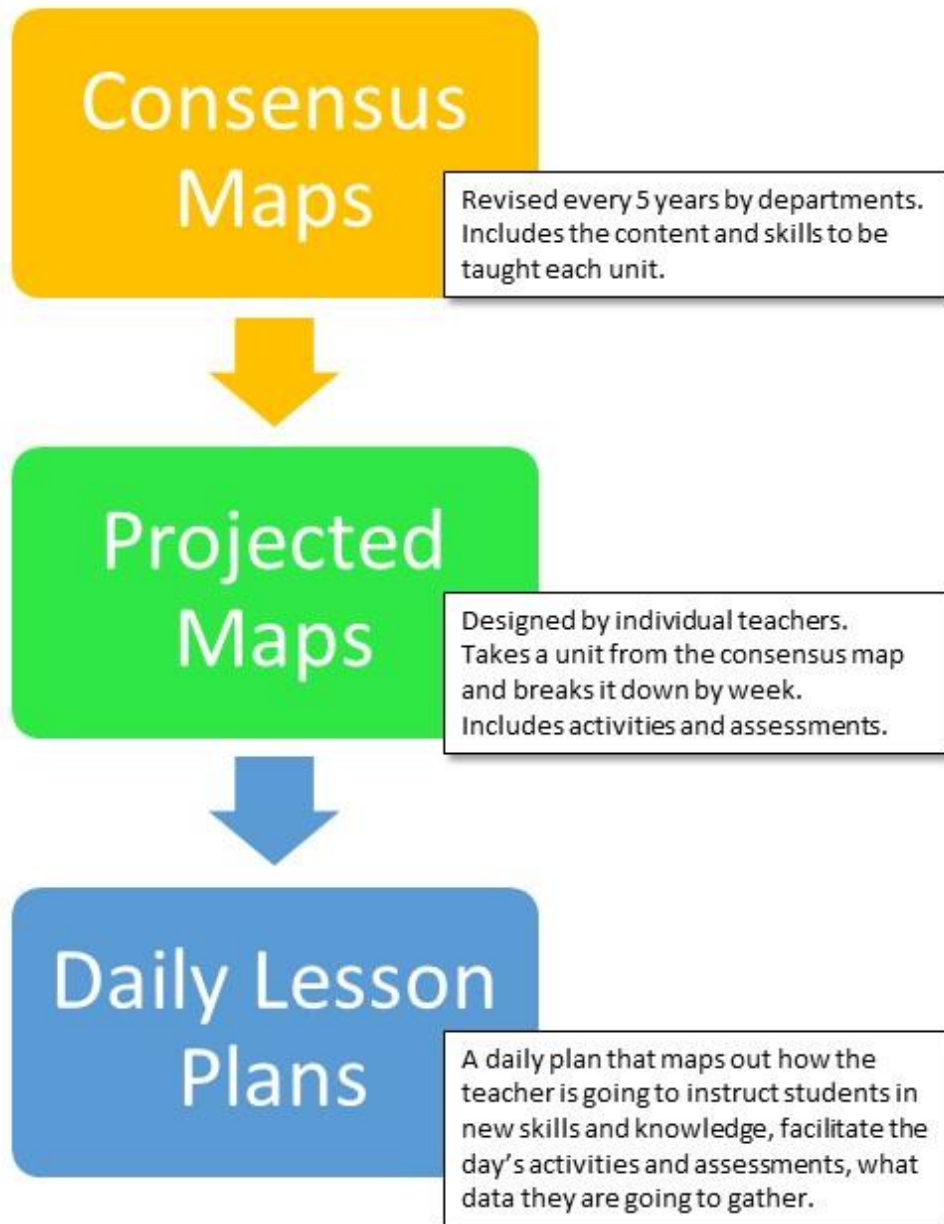 Consensus
Maps
Revised every 5 years by departments.
Includes the content and skills to be
taught each unit.
Projected
Maps
Designed by individual teachers.
Takes a unit from the consensus map
and breaks it down by week.
Includes activities and assessments.
Daily Lesson
Plans
A daily plan that maps out how the
teacher is going to instruct students in
new skills and knowledge, facilitate the
day's activities and assessments, what
data they are going to gather.